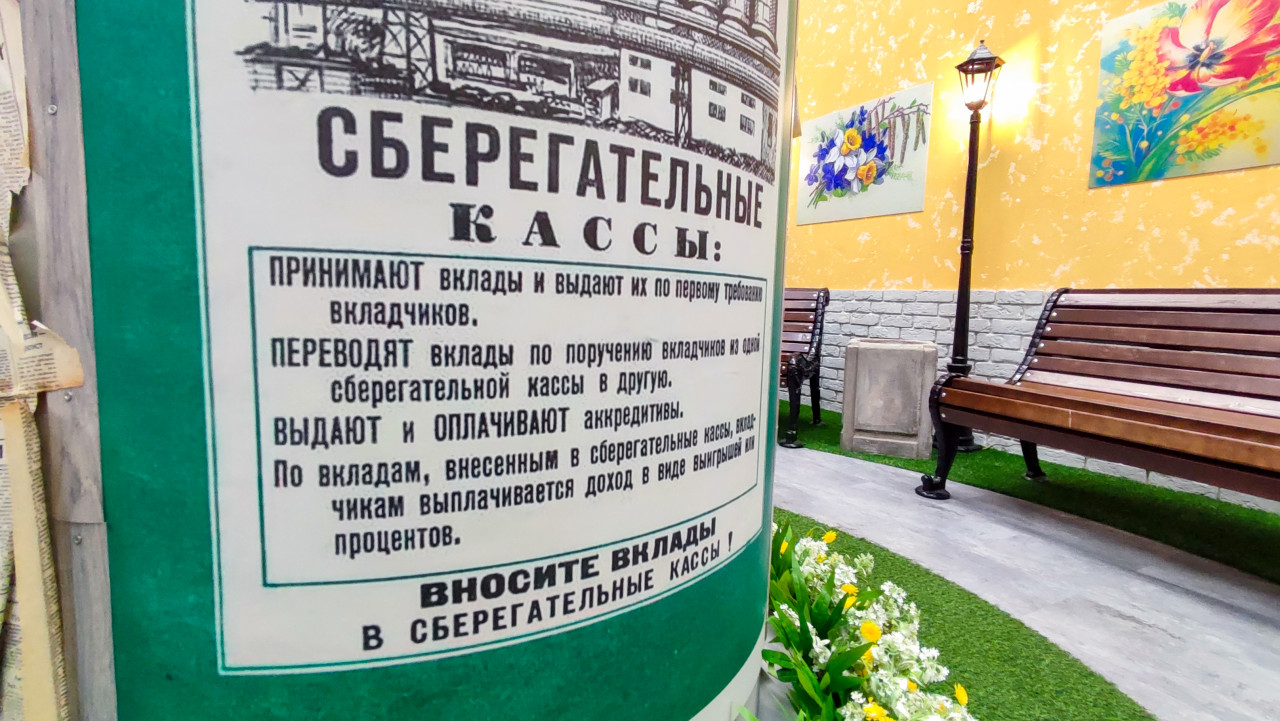 СБЕРЕГАТЕЛЬНЫЕ
КАССЫ:
ПРИНИМАЮТ вклады и выдают их по первому требованию
вкладчиков.
ПЕРЕВОДЯТ вклады по поручению вкладчиков из одной
сберегательной кассы в другую.
ВЫДАЮТ и ОПЛАЧИВАЮТ аккредитивы.
По вкладам, внесенным в сберегательные кассы, вклад-
чикам выплачивается доход в виде выигрышей или
процентов.
ВНОСИТЕ ВКЛАДЫ
В СБЕРЕГАТЕЛЬНЫЕ КАССЫ!